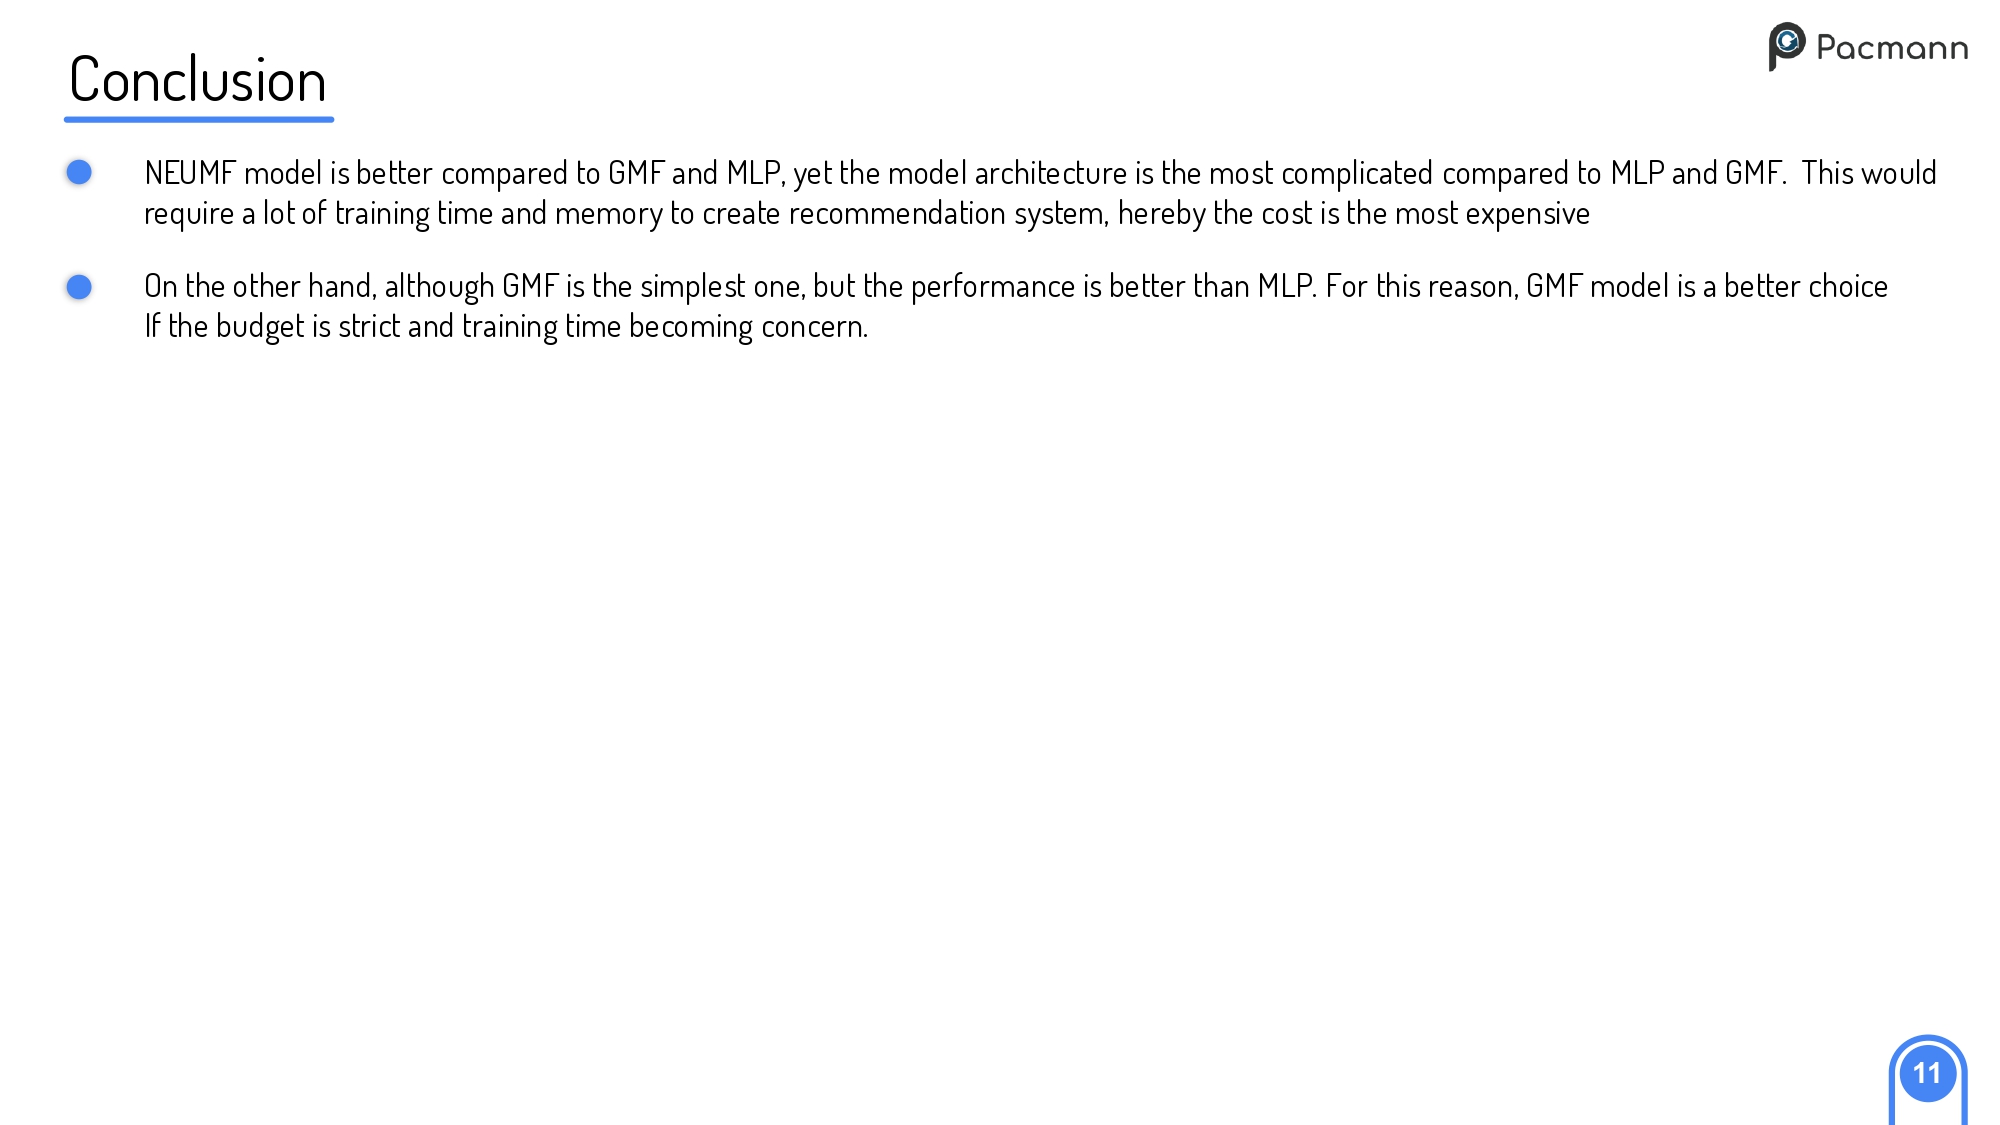 Conclusion
Pacmann
NEUMF model is better compared to GMF and MLP, yet the model architecture is the most complicated compared to MLP and GMF.  This would
require a lot of training time and memory to create recommendation system, hereby the cost is the most expensive
On the other hand, although GMF is the simplest one, but the performance is better than MLP. For this reason, GMF model is a better choice
If the budget is strict and training time becoming concern.
11